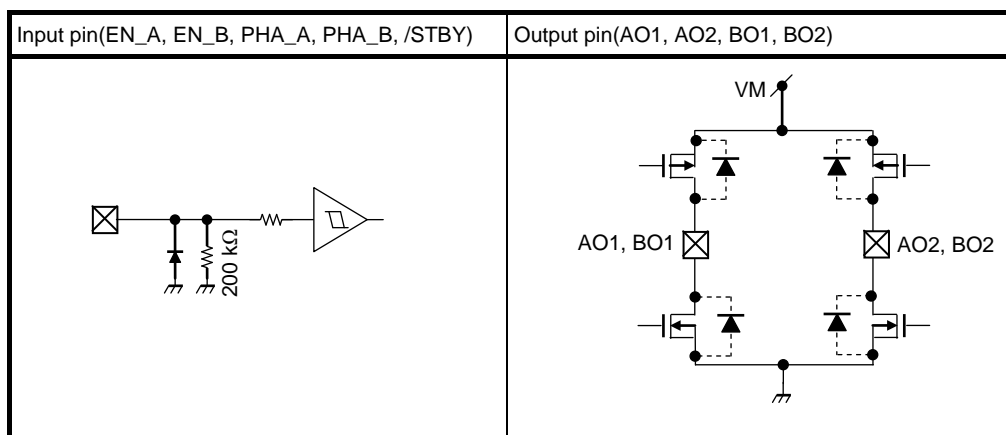 Input pin(EN_A, EN_B, PHA_A, PHA_B, /STBY)
Output pin(AO1, AO2, BO1, BO2)
200 kΩ
VM
AO1, BO1
AO2, BO2